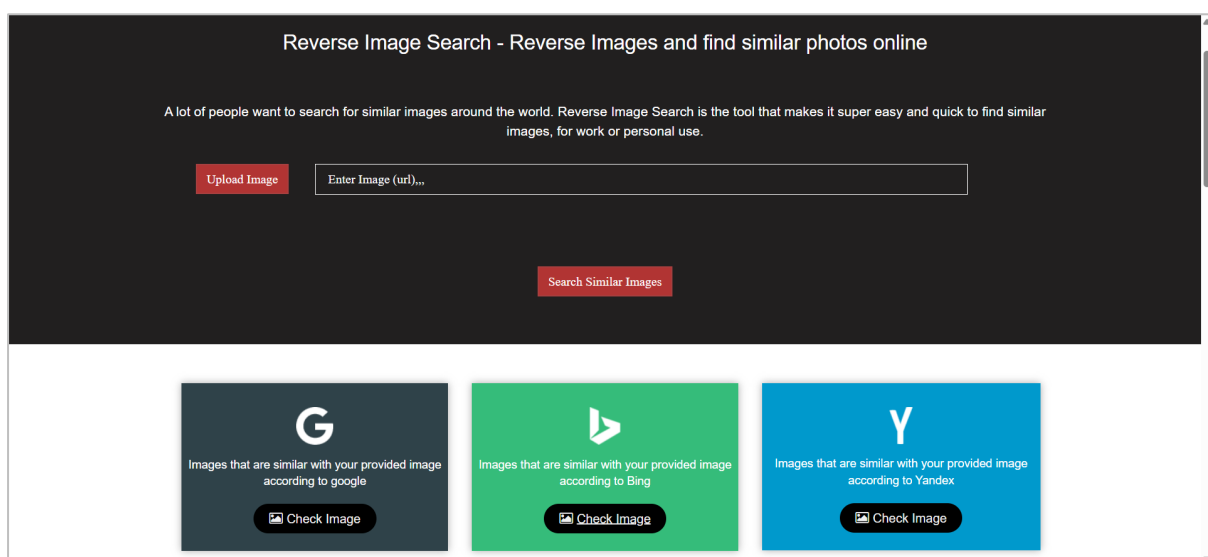 Reverse Image Search - Reverse Images and find similar photos online
A lot of people want to search for similar images around the world. Reverse Image Search is the tool that makes it super easy and quick to find similar
images, for work or personal use.
Upload Image
Enter Image (url),,,
Search Similar Images
G
Images that are similar with your provided image
according to google
Check Image
b
Images that are similar with your provided image
according to Bing
Check Image
Y
Images that are similar with your provided image
according to Yandex
Check Image